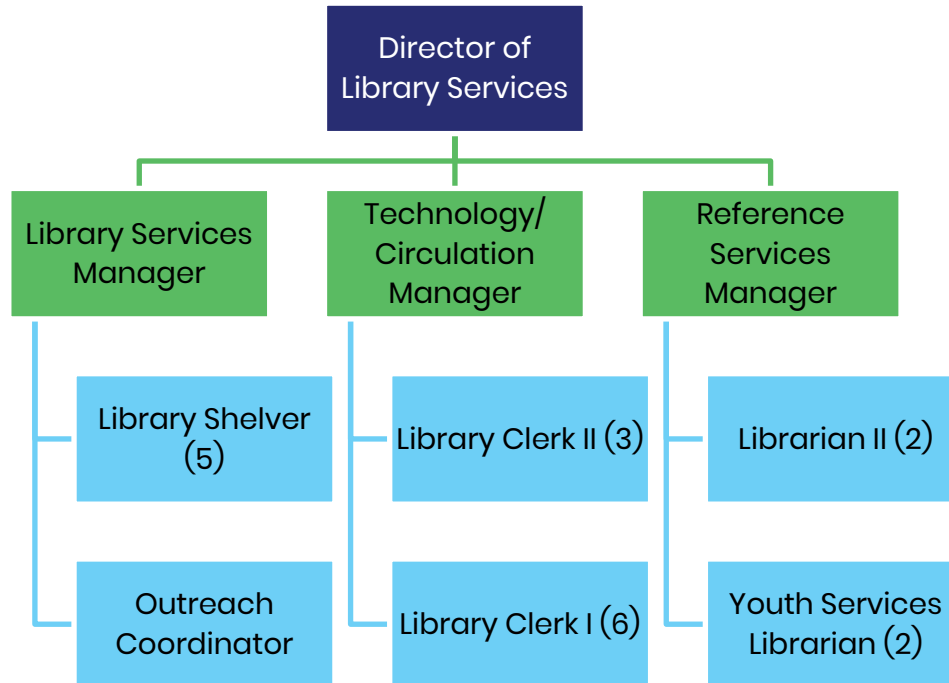 Director of
Library Services
Library Services
Manager
Technology/
Circulation
Manager
Reference
Services
Manager
Library Shelver
(5)
Library Clerk II (3)
Librarian II (2)
Outreach
Coordinator
Library Clerk I (6)
Youth Services
Librarian (2)